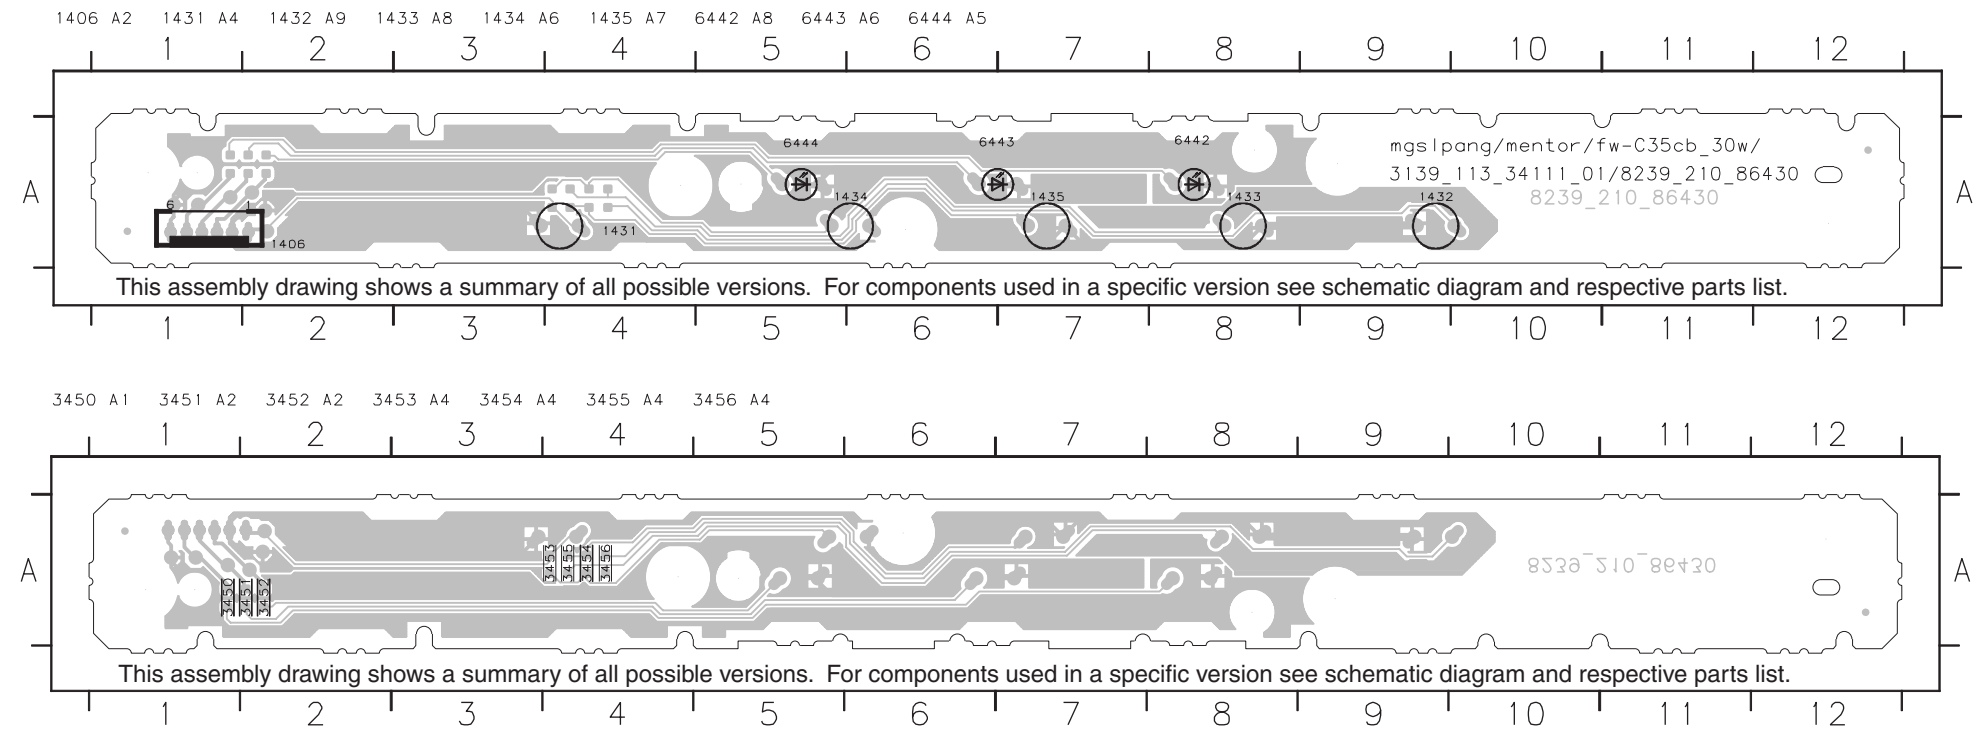 1406 A2 1431 A4 1432 A9 1433 A8 1434 A6 1435 A7 6442 A8 6443 A6 6444 A5
1 2 3 4 5 6 7 8 9 10 11 12
6444 6443 6442
mgslpang/mentor/fw-C35cb_30w/
3139_113_34111_01/8239_210_86430
A A
8239_210_86430
1434 1435 1433 1432
6 1
1431
1406
This assembly drawing shows a summary of all possible versions. For components used in a specific version see schematic diagram and respective parts list.
1 2 3 4 5 6 7 8 9 10 11 12
3450 A1 3451 A2 3452 A2 3453 A4 3454 A4 3455 A4 3456 A4
1 2 3 4 5 6 7 8 9 10 11 12
3453 3455 3454 3456
A 8239_210_86430 A
3450 3451 3452
This assembly drawing shows a summary of all possible versions. For components used in a specific version see schematic diagram and respective parts list.
1 2 3 4 5 6 7 8 9 10 11 12